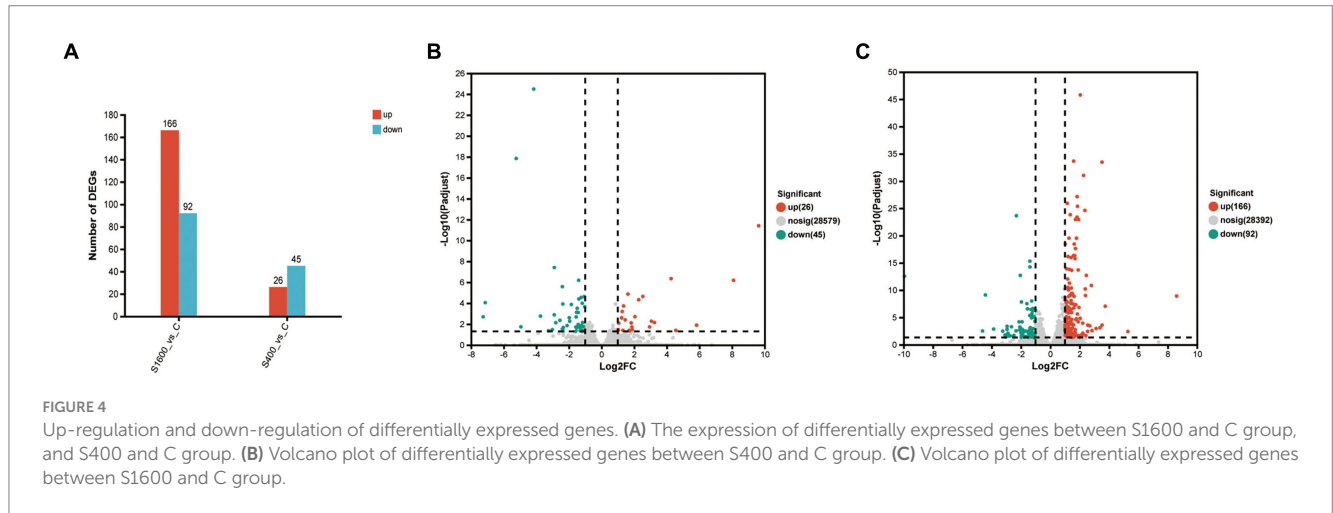 A
Number of DEGs
180
160
140
120
100
80
60
40
20
0
166
92
26
45
S1600_vs_C
S400_vs_C
up
down
B
-Log10(Padjust)
26
24
22
20
18
16
14
12
10
8
6
4
2
0
-8
-6
-4
-2
0
2
4
6
8
10
Log2FC
Significant
up(26)
nosig(28579)
down(45)
C
-Log10(Padjust)
50
45
40
35
30
25
20
15
10
5
0
-10
-8
-6
-4
-2
0
2
4
6
8
10
Log2FC
Significant
up(166)
nosig(28392)
down(92)
FIGURE 4
Up-regulation and down-regulation of differentially expressed genes. (A) The expression of differentially expressed genes between S1600 and C group,
and S400 and C group. (B) Volcano plot of differentially expressed genes between S400 and C group. (C) Volcano plot of differentially expressed genes
between S1600 and C group.